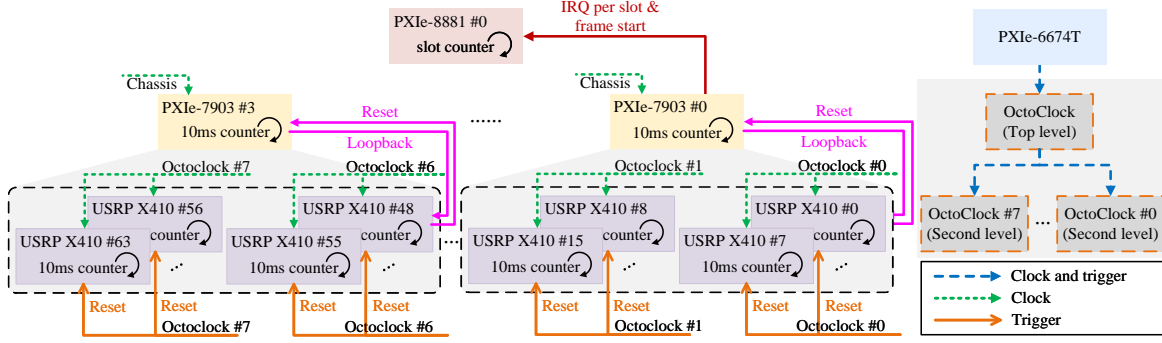 PXIe-8881 #0
slot counter
IRQ per slot &
frame start
PXIe-6674T
Chassis
PXIe-7903 #3
10ms counter
Reset
Loopback
......
Chassis
PXIe-7903 #0
10ms counter
Reset
Loopback
OctoClock
(Top level)
Octoclock #7
Octoclock #6
Octoclock #1
Octoclock #0
USRP X410 #56
counter
USRP X410 #63
10ms counter
...
USRP X410 #48
counter
USRP X410 #55
10ms counter
...
...
USRP X410 #8
counter
USRP X410 #15
10ms counter
...
USRP X410 #0
counter
USRP X410 #7
10ms counter
...
OctoClock #7
(Second level)
...
OctoClock #0
(Second level)
Reset
Reset
Octoclock #7
Reset
Reset
Octoclock #6
Reset
Reset
Octoclock #1
Reset
Reset
Octoclock #0
Clock and trigger
Clock
Trigger